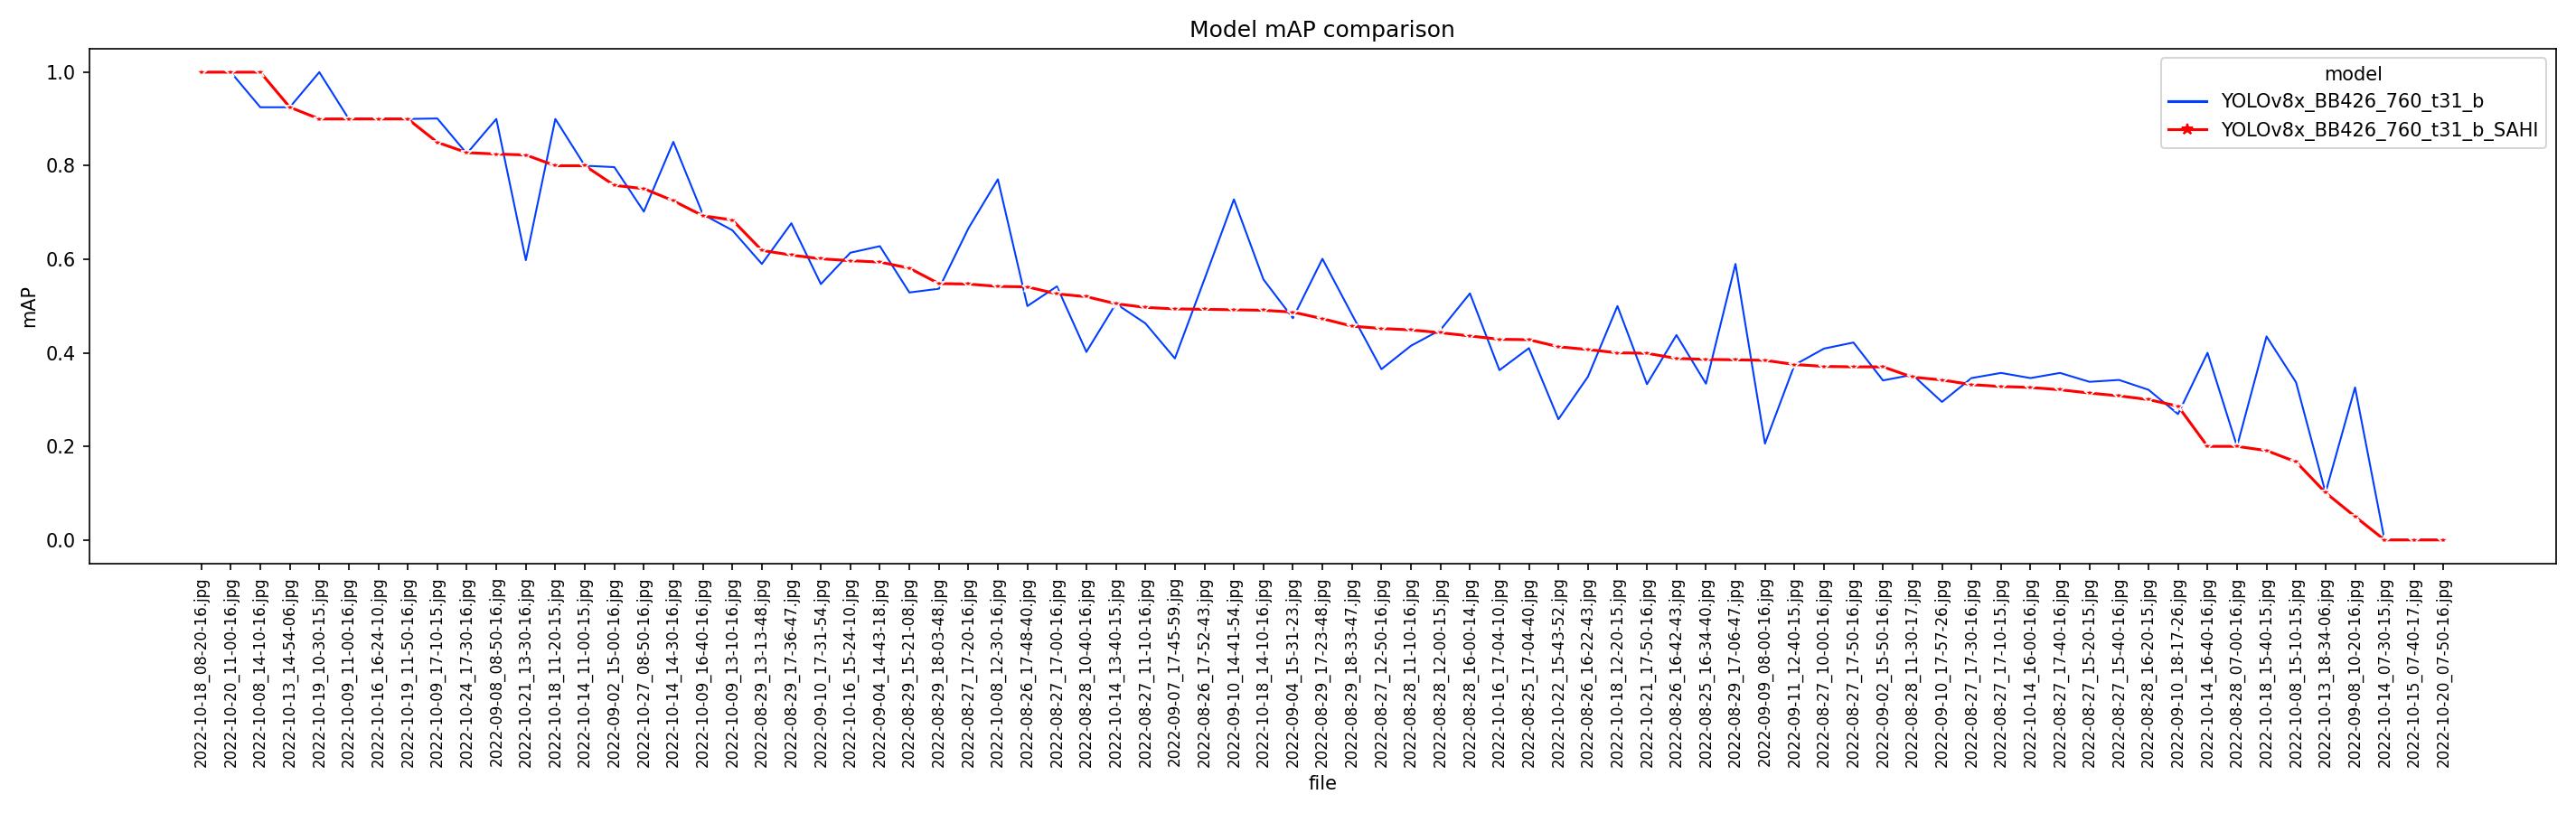 Model mAP comparison
model
YOLOv8x_BB426_760_t31_b
YOLOv8x_BB426_760_t31_b_SAHI
mAP
1.0
0.8
0.6
0.4
0.2
0.0
2022-10-18_08-20-16.jpg
2022-10-20_11-00-16.jpg
2022-10-08_14-10-16.jpg
2022-10-13_14-54-06.jpg
2022-10-19_10-30-15.jpg
2022-10-09_11-00-16.jpg
2022-10-16_16-24-10.jpg
2022-10-19_11-50-16.jpg
2022-10-09_17-10-15.jpg
2022-10-24_17-30-16.jpg
2022-09-08_08-50-16.jpg
2022-10-21_13-30-16.jpg
2022-10-18_11-20-15.jpg
2022-10-14_11-00-15.jpg
2022-09-02_15-00-16.jpg
2022-10-27_08-50-16.jpg
2022-10-14_14-30-16.jpg
2022-10-09_16-40-16.jpg
2022-10-09_13-10-16.jpg
2022-08-29_13-13-48.jpg
2022-08-29_17-36-47.jpg
2022-09-10_17-31-54.jpg
2022-10-16_15-24-10.jpg
2022-09-04_14-43-18.jpg
2022-08-29_15-21-08.jpg
2022-08-29_18-03-48.jpg
2022-08-27_17-20-16.jpg
2022-10-08_12-30-16.jpg
2022-08-26_17-48-40.jpg
2022-08-27_17-00-16.jpg
2022-08-28_10-40-16.jpg
2022-10-14_13-40-15.jpg
2022-08-27_11-10-16.jpg
2022-09-07_17-45-59.jpg
2022-08-26_17-52-43.jpg
2022-09-10_14-41-54.jpg
2022-10-18_14-10-16.jpg
2022-09-04_15-31-23.jpg
2022-08-29_17-23-48.jpg
2022-08-29_18-33-47.jpg
2022-08-27_12-50-16.jpg
2022-08-28_11-10-16.jpg
2022-08-28_12-00-15.jpg
2022-08-28_16-00-14.jpg
2022-10-16_17-04-10.jpg
2022-08-25_17-04-40.jpg
2022-10-22_15-43-52.jpg
2022-08-26_16-22-43.jpg
2022-10-18_12-20-15.jpg
2022-10-21_17-50-16.jpg
2022-08-26_16-42-43.jpg
2022-08-25_16-34-40.jpg
2022-08-29_17-06-47.jpg
2022-09-09_08-00-16.jpg
2022-09-11_12-40-15.jpg
2022-08-27_10-00-16.jpg
2022-08-27_17-50-16.jpg
2022-09-02_15-50-16.jpg
2022-08-28_11-30-17.jpg
2022-09-10_17-57-26.jpg
2022-08-27_17-30-16.jpg
2022-08-27_17-10-15.jpg
2022-10-14_16-00-16.jpg
2022-08-27_17-40-16.jpg
2022-08-27_15-20-15.jpg
2022-08-27_15-40-16.jpg
2022-08-28_16-20-15.jpg
2022-09-10_18-17-26.jpg
2022-10-14_16-40-16.jpg
2022-08-28_07-00-16.jpg
2022-10-18_15-40-15.jpg
2022-10-08_15-10-15.jpg
2022-10-13_18-34-06.jpg
2022-09-08_10-20-16.jpg
2022-10-14_07-30-15.jpg
2022-10-15_07-40-17.jpg
2022-10-20_07-50-16.jpg
file